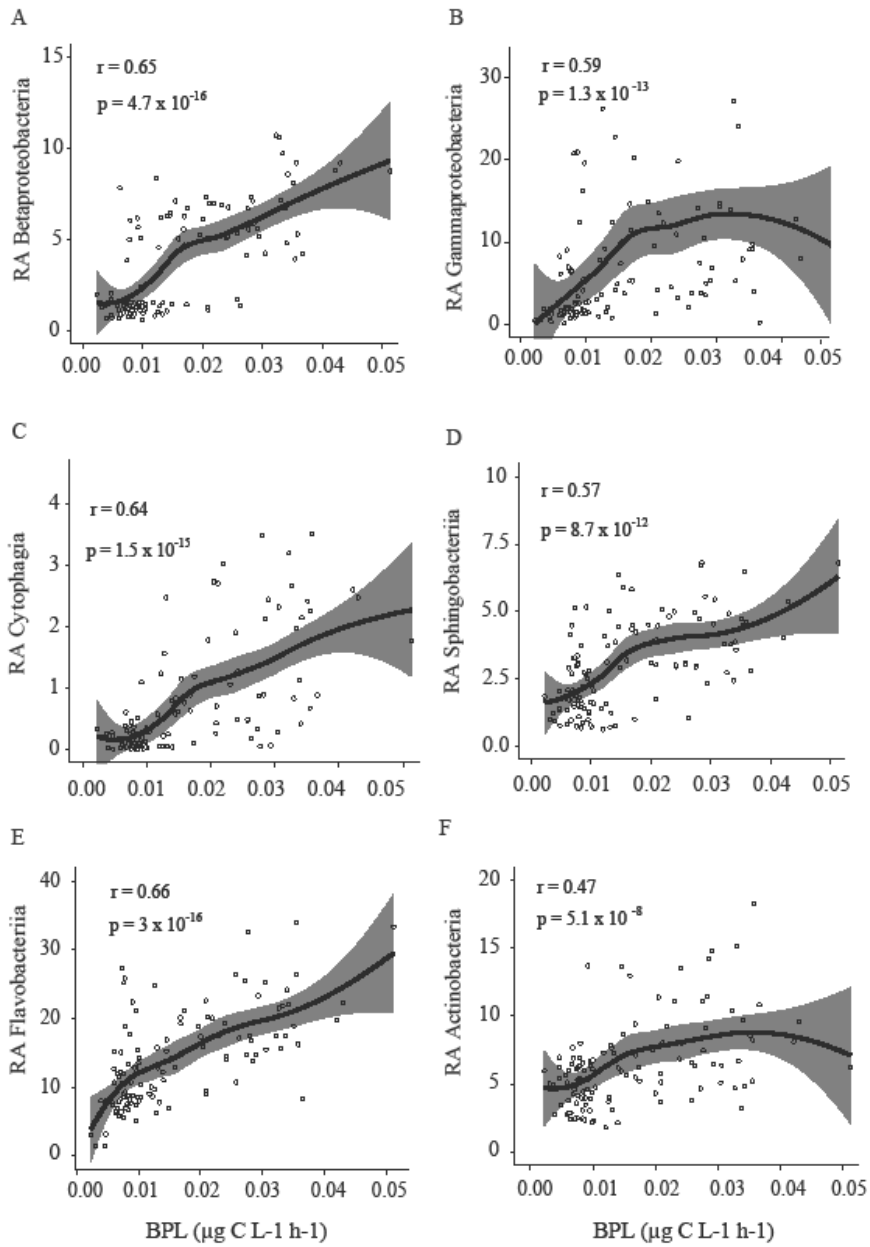 A
15
10
5
0
RA Betaproteobacteria
r = 0.65
p = 4.7 x 10 -16
0.00 0.01 0.02 0.03 0.04 0.05
B
30
20
10
0
RA Gammaproteobacteria
r = 0.59
p = 1.3 x 10 -13
0.00 0.01 0.02 0.03 0.04 0.05
C
4
3
2
1
0
RA Cytophagia
r = 0.64
p = 1.5 x 10 -15
0.00 0.01 0.02 0.03 0.04 0.05
D
10
7.5
5.0
2.5
0.0
RA Sphingobacteriia
r = 0.57
p = 8.7 x 10 -12
0.00 0.01 0.02 0.03 0.04 0.05
E
40
30
20
10
0
RA Flavobacteriia
r = 0.66
p = 3 x 10 -16
0.00 0.01 0.02 0.03 0.04 0.05
BPL (µg C L-1 h-1)
F
20
15
10
5
0
RA Actinobacteriia
r = 0.47
p = 5.1 x 10 -8
0.00 0.01 0.02 0.03 0.04 0.05
BPL (µg C L-1 h-1)